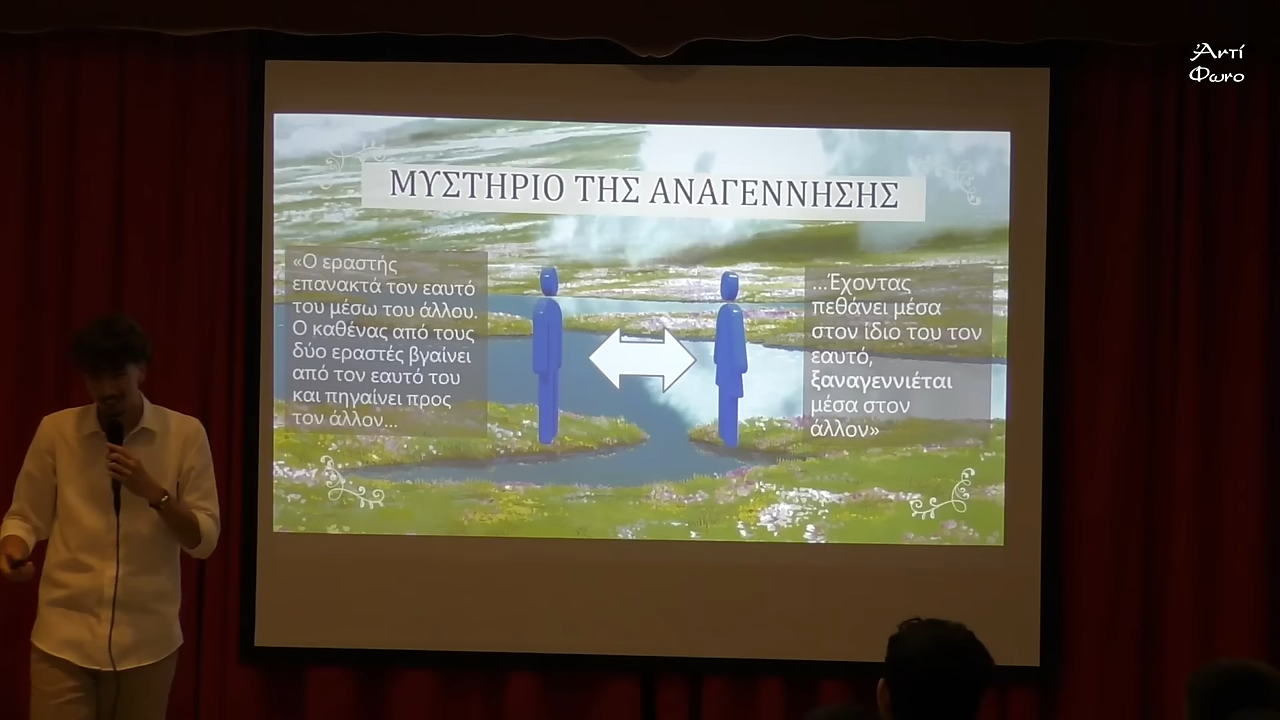 Ἀντί
Φωνο
ΜΥΣΤΗΡΙΟ ΤΗΣ ΑΝΑΓΕΝΝΗΣΗΣ
«Ο εραστής
επανακτά τον εαυτό
του μέσω του άλλου.
Ο καθένας από τους
δύο εραστές βγαίνει
από τον εαυτό του
και πηγαίνει προς
τον άλλον...
...Έχοντας
πεθάνει μέσα
στον ίδιο του τον
εαυτό,
ξαναγεννιέται
μέσα στον
άλλον»